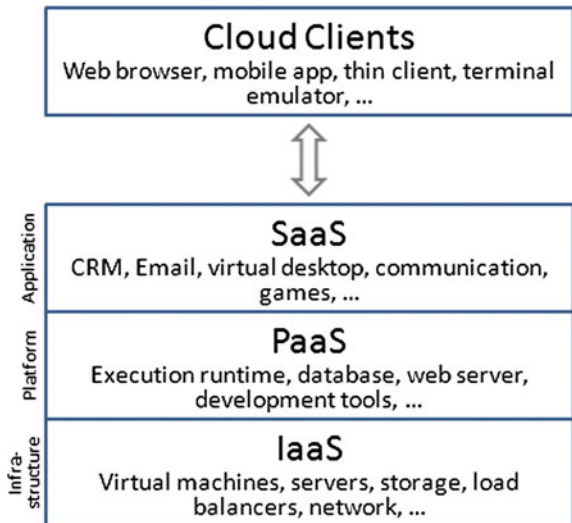 Cloud Clients
Web browser, mobile app, thin client, terminal
emulator, ...
Application
SaaS
CRM, Email, virtual desktop, communication,
games, ...
Platform
PaaS
Execution runtime, database, web server,
development tools, ...
Infra-
structure
IaaS
Virtual machines, servers, storage, load
balancers, network, ...